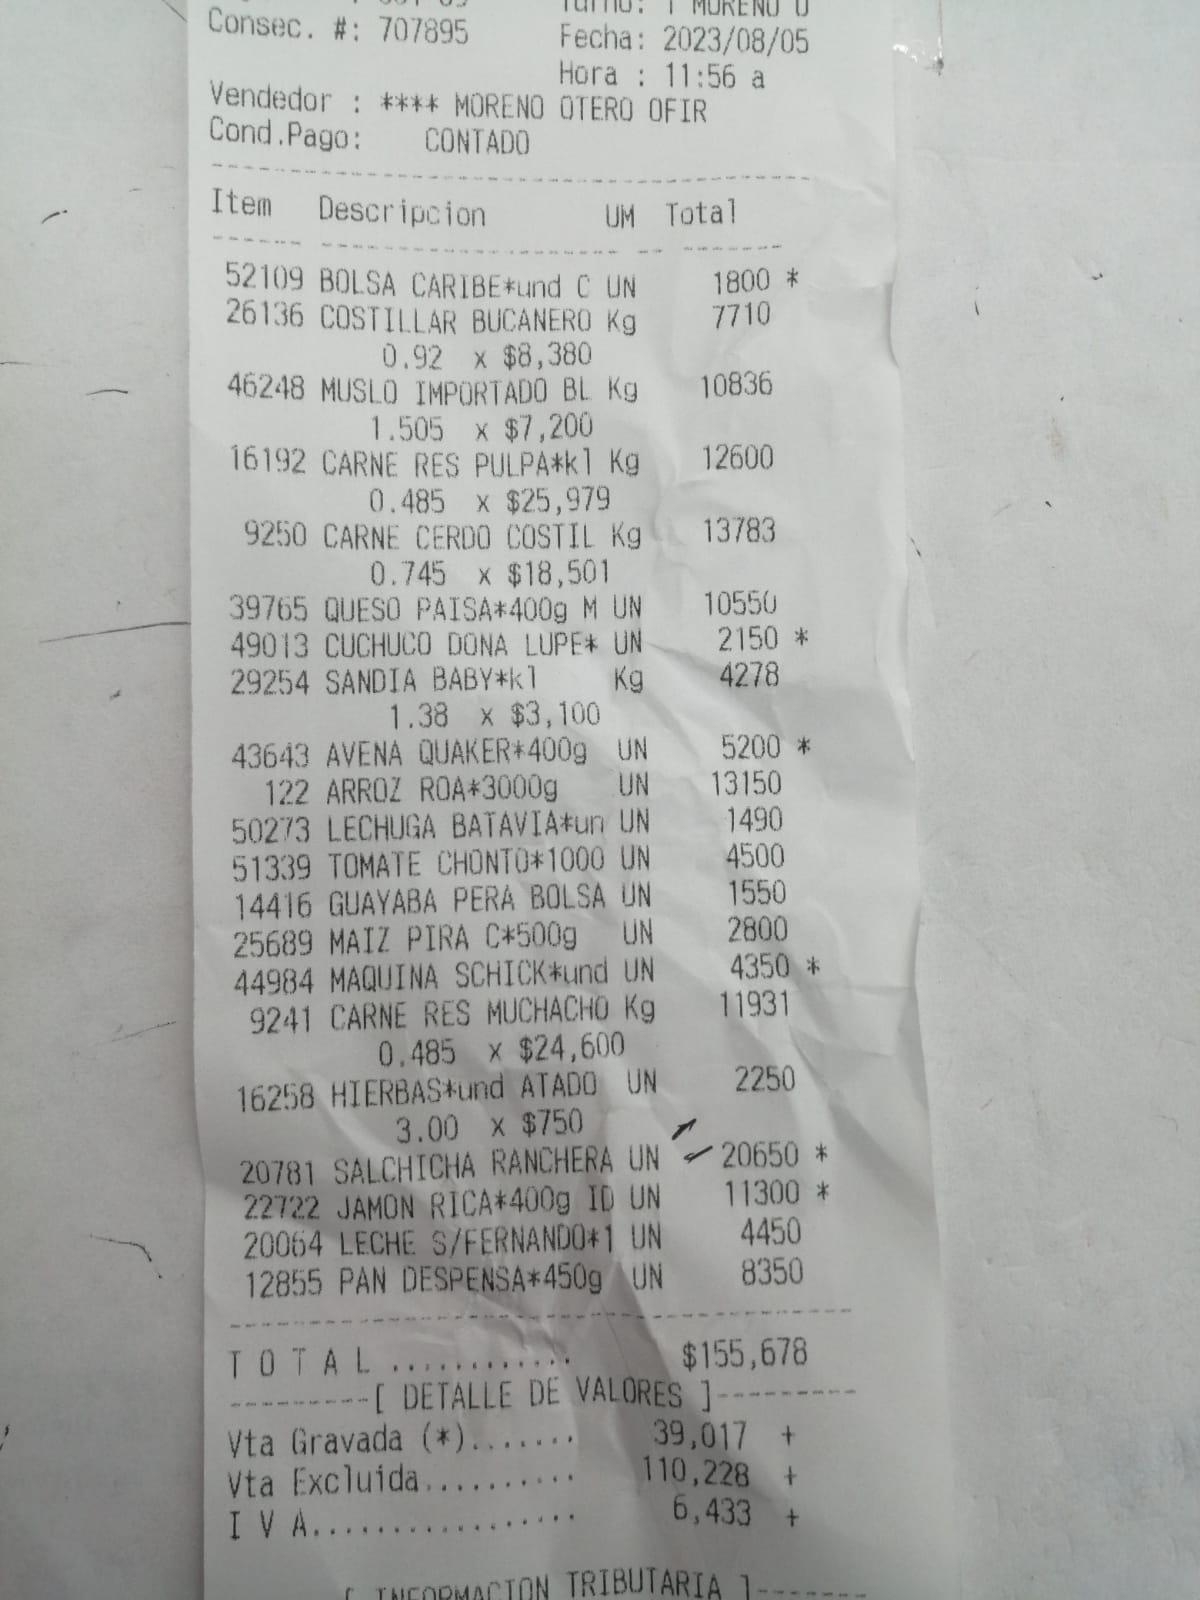 Turno: 1 MORENO O
Consec. #: 707895 Fecha: 2023/08/05
Hora : 11:56 a
Vendedor : **** MORENO OTERO OFIR
Cond.Pago: CONTADO
Item Descripcion UM Total
52109 BOLSA CARIBE*und C UN 1800 *
26136 COSTILLAR BUCANERO Kg 7710
0.92 x $8,380
46248 MUSLO IMPORTADO BL Kg 10836
1.505 x $7,200
16192 CARNE RES PULPA*kl Kg 12600
0.485 x $25,979
9250 CARNE CERDO COSTIL Kg 13783
0.745 x $18,501
39765 QUESO PAISA*400g M UN 10550
49013 CUCHUCO DONA LUPE* UN 2150 *
29254 SANDIA BABY*kl Kg 4278
1.38 x $3,100
43643 AVENA QUAKER*400g UN 5200 *
122 ARROZ ROA*3000g UN 13150
50273 LECHUGA BATAVIA*un UN 1490
51339 TOMATE CHONTO*1000 UN 4500
14416 GUAYABA PERA BOLSA UN 1550
25689 MAIZ PIRA C*500g UN 2800
44984 MAQUINA SCHICK*und UN 4350 *
9241 CARNE RES MUCHACHO Kg 11931
0.485 x $24,600
16258 HIERBAS*und ATADO UN 2250
3.00 x $750
20781 SALCHICHA RANCHERA UN 20650 *
22722 JAMON RICA*400g ID UN 11300 *
20064 LECHE S/FERNANDO*1 UN 4450
12855 PAN DESPENSA*450g UN 8350
T O T A L ............ $155,678
---------[ DETALLE DE VALORES ]---------
Vta Gravada (*)....... 39,017 +
Vta Excluida.......... 110,228 +
I V A................. 6,433 +
[ INFORMACION TRIBUTARIA ]-------